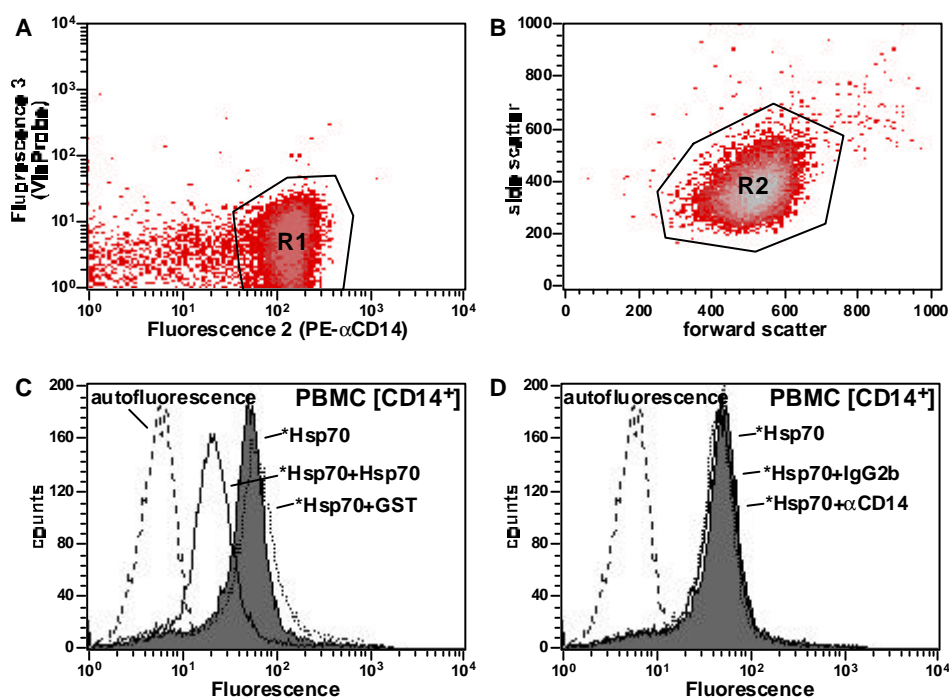 A
10⁴
10³
10²
10¹
10⁰
Fluorescence 3
(ViaProbe)
R1
10⁰ 10¹ 10² 10³ 10⁴
Fluorescence 2 (PE-αCD14)
B
1000
800
600
400
200
0
side scatter
R2
0 200 400 600 800 1000
forward scatter
C
200
160
120
80
40
0
counts
autofluorescence
PBMC [CD14⁺]
*Hsp70
*Hsp70+Hsp70
*Hsp70+GST
10⁰ 10¹ 10² 10³ 10⁴
Fluorescence
D
200
160
120
80
40
0
counts
autofluorescence
PBMC [CD14⁺]
*Hsp70
*Hsp70+IgG2b
*Hsp70+αCD14
10⁰ 10¹ 10² 10³ 10⁴
Fluorescence